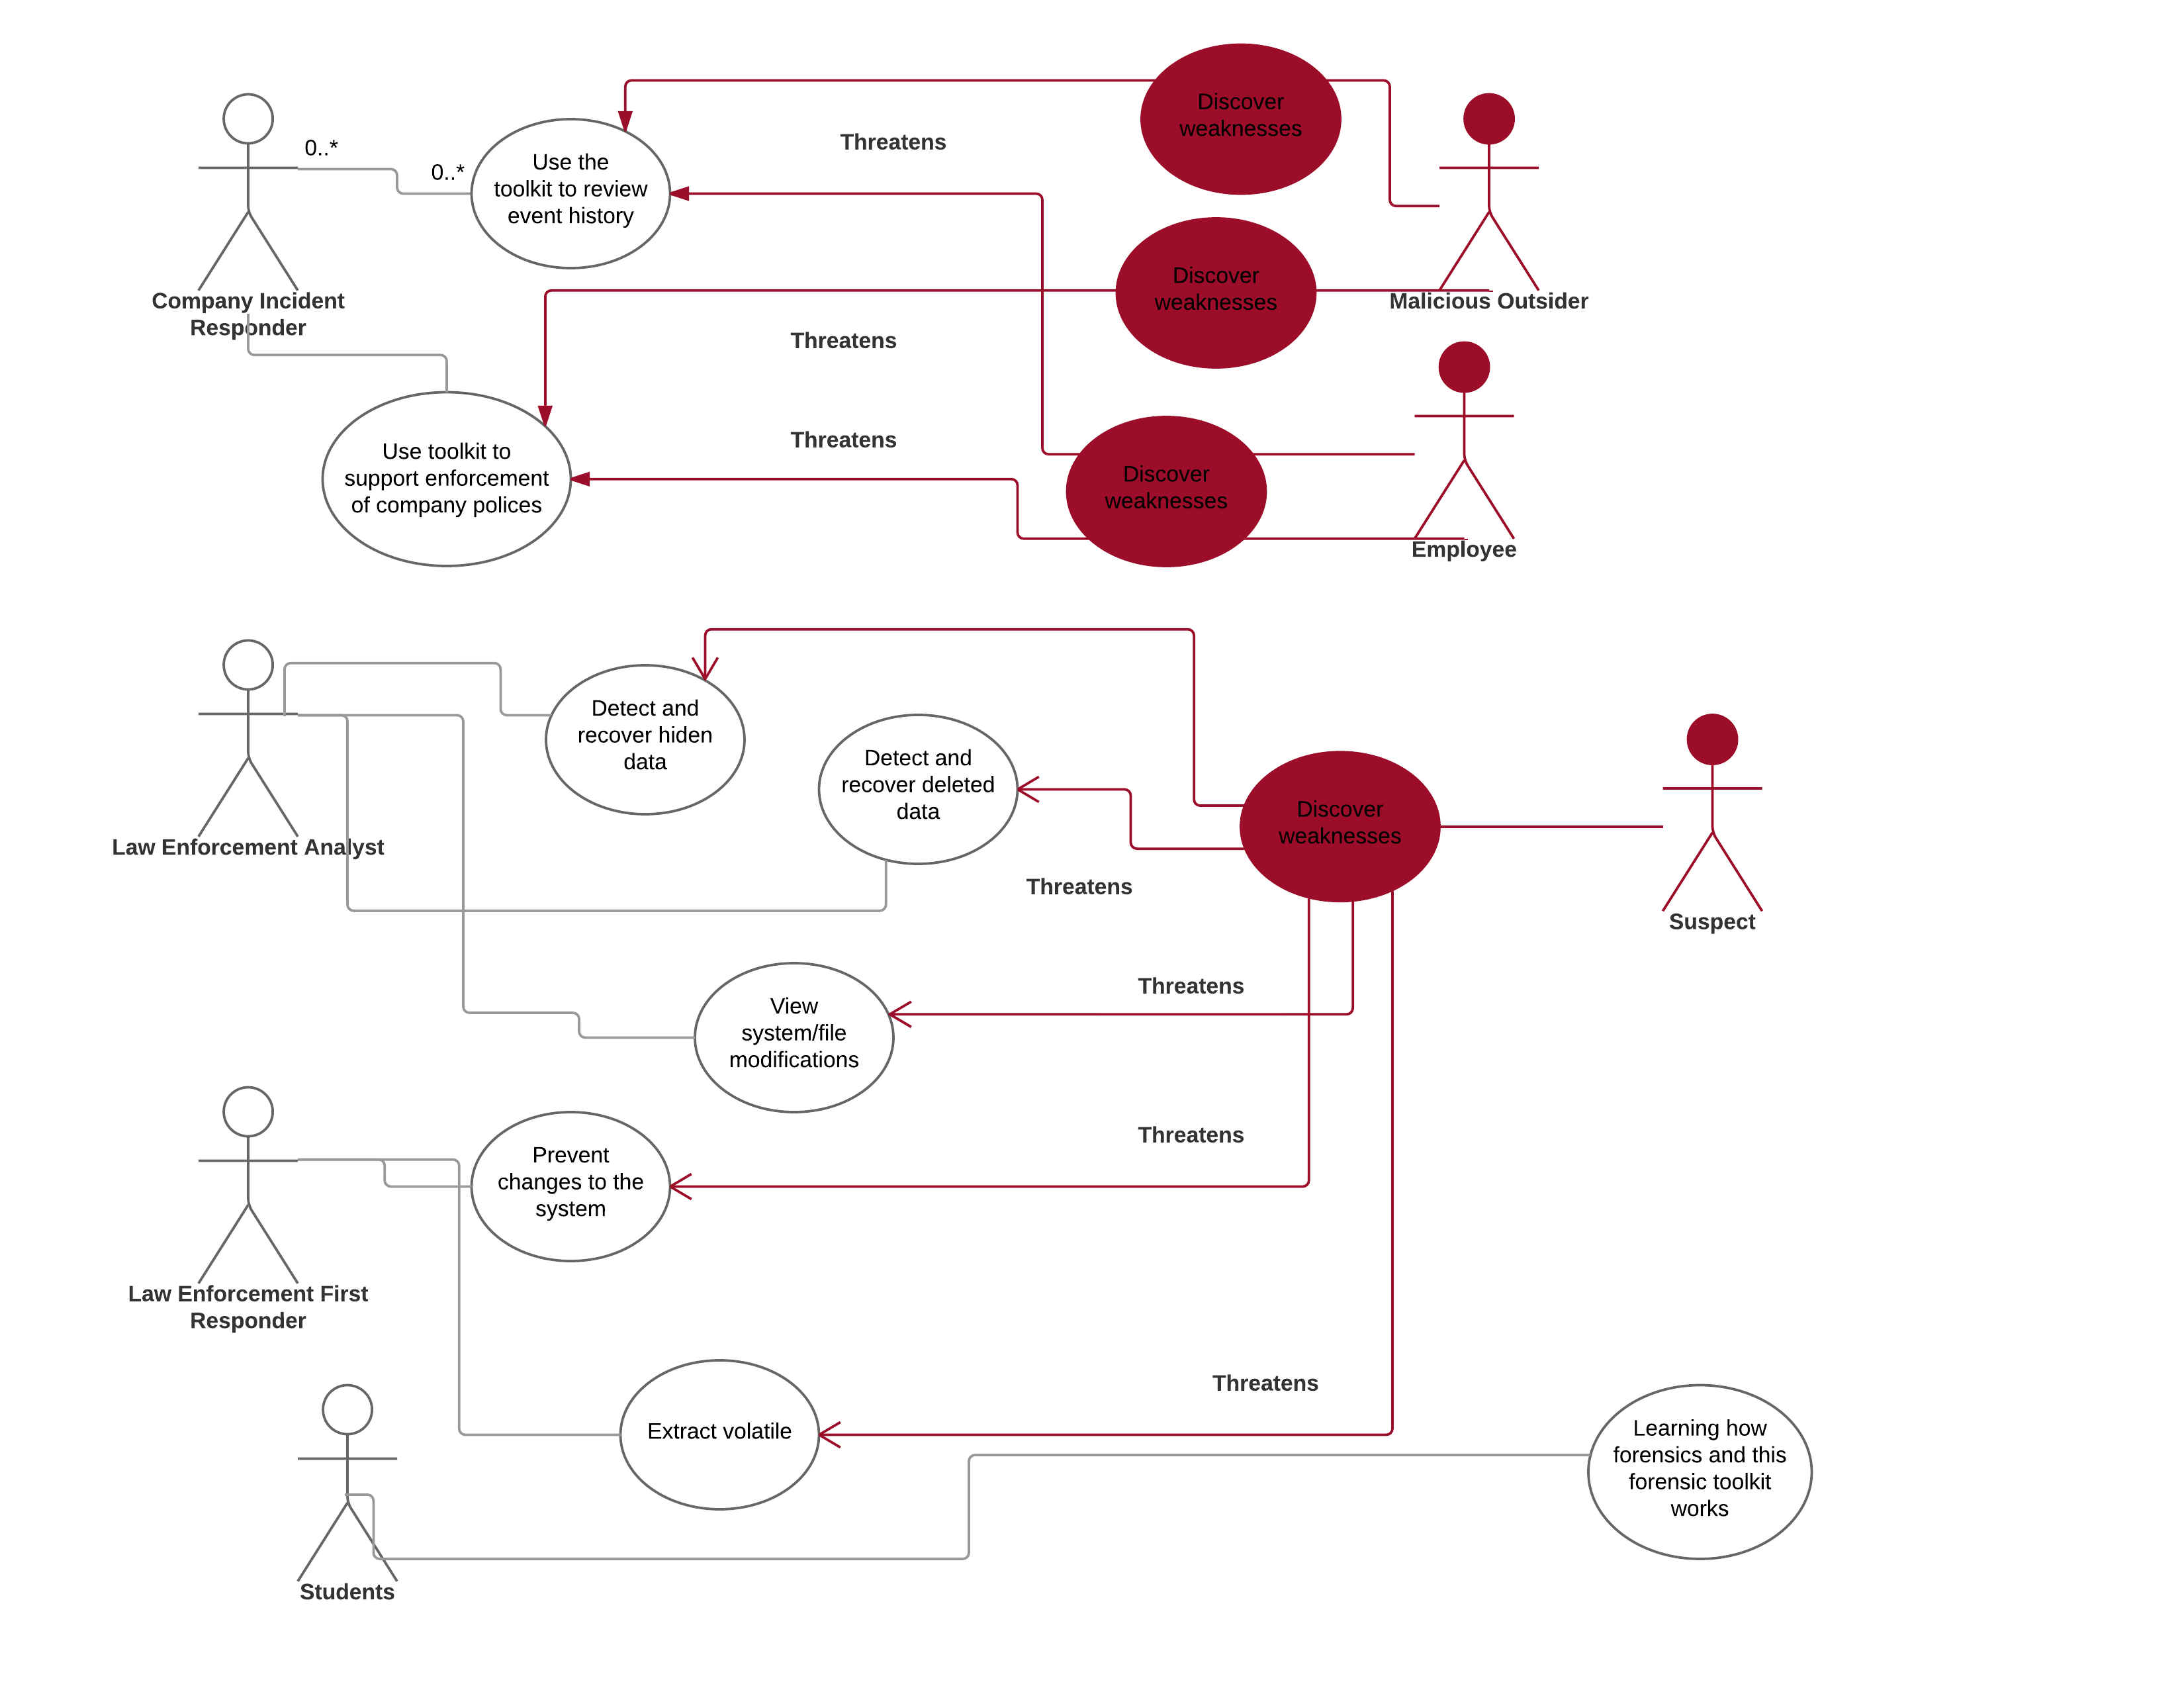 Discover
weaknesses
0..*
0..*
Threatens
Use the
toolkit to review
event history
Discover
weaknesses
Company Incident
Responder
Malicious Outsider
Threatens
Threatens
Use toolkit to
support enforcement
of company polices
Discover
weaknesses
Employee
Detect and
recover hiden
data
Detect and
recover deleted
data
Discover
weaknesses
Law Enforcement Analyst
Threatens
Suspect
Threatens
View
system/file
modifications
Threatens
Prevent
changes to the
system
Law Enforcement First
Responder
Threatens
Extract volatile
Learning how
forensics and this
forensic toolkit
works
Students